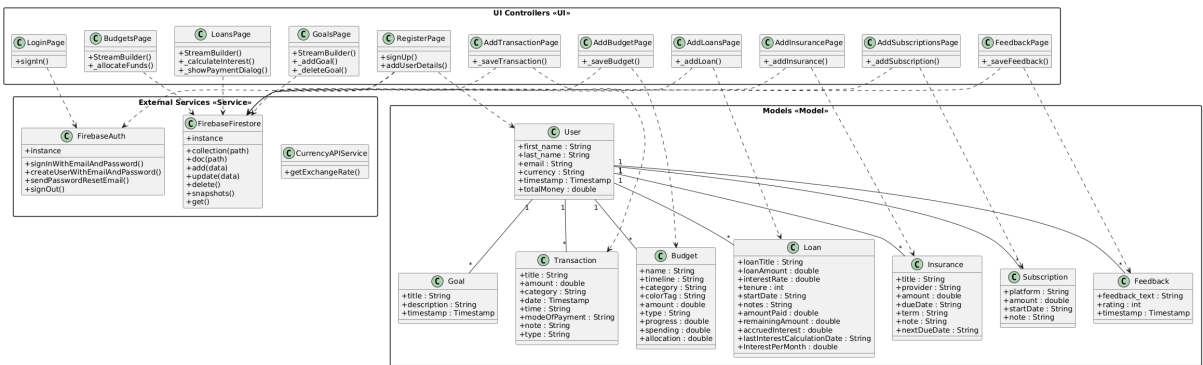 UI Controllers «UI»
C LoginPage
+signIn()
C BudgetsPage
+StreamBuilder()
+_allocateFunds()
C LoansPage
+StreamBuilder()
+_calculateInterest()
+_showPaymentDialog()
C GoalsPage
+StreamBuilder()
+_addGoal()
+_deleteGoal()
C RegisterPage
+signUp()
+addUserDetails()
C AddTransactionPage
+_saveTransaction()
C AddBudgetPage
+_saveBudget()
C AddLoansPage
+_addLoan()
C AddInsurancePage
+_addInsurance()
C AddSubscriptionsPage
+_addSubscription()
C FeedbackPage
+_saveFeedback()
External Services «Service»
C FirebaseAuth
+instance
+signInWithEmailAndPassword()
+createUserWithEmailAndPassword()
+sendPasswordResetEmail()
+signOut()
C FirebaseFirestore
+instance
+collection(path)
+doc(path)
+add(data)
+update(data)
+delete()
+snapshots()
+get()
C CurrencyAPIService
+getExchangeRate()
Models «Model»
C User
+first_name : String
+last_name : String
+email : String
+currency : String
+timestamp : Timestamp
+totalMoney : double
1
1
1
1
1
1
*
*
*
*
*
*
*
C Goal
+title : String
+description : String
+timestamp : Timestamp
C Transaction
+title : String
+amount : double
+category : String
+date : Timestamp
+time : String
+modeOfPayment : String
+note : String
+type : String
C Budget
+name : String
+timeline : String
+category : String
+colorTag : String
+amount : double
+type : String
+progress : double
+spending : double
+allocation : double
C Loan
+loanTitle : String
+loanAmount : double
+interestRate : double
+tenure : int
+startDate : String
+notes : String
+amountPaid : double
+remainingAmount : double
+accruedInterest : double
+lastInterestCalculationDate : String
+InterestPerMonth : double
C Insurance
+title : String
+provider : String
+amount : double
+dueDate : String
+term : String
+note : String
+nextDueDate : String
C Subscription
+platform : String
+amount : double
+startDate : String
+note : String
C Feedback
+feedback_text : String
+rating : int
+timestamp : Timestamp